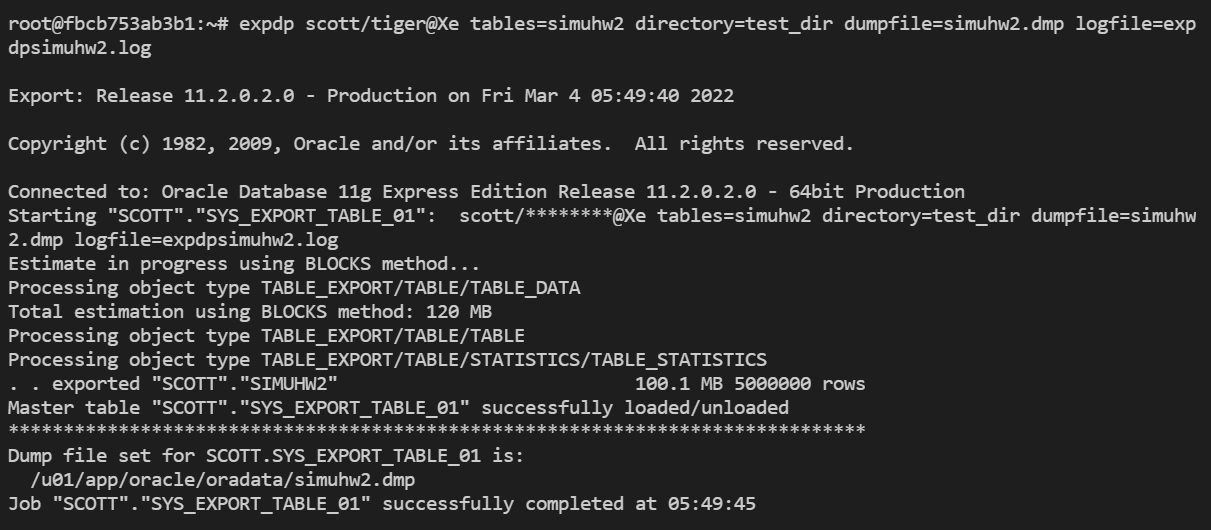 root@fbcb753ab3b1:~# expdp scott/tiger@Xe tables=simuhw2 directory=test_dir dumpfile=simuhw2.dmp logfile=exp
dpsimuhw2.log
Export: Release 11.2.0.2.0 - Production on Fri Mar 4 05:49:40 2022
Copyright (c) 1982, 2009, Oracle and/or its affiliates.  All rights reserved.
Connected to: Oracle Database 11g Express Edition Release 11.2.0.2.0 - 64bit Production
Starting "SCOTT"."SYS_EXPORT_TABLE_01":  scott/********@Xe tables=simuhw2 directory=test_dir dumpfile=simuhw
2.dmp logfile=expdpsimuhw2.log
Estimate in progress using BLOCKS method...
Processing object type TABLE_EXPORT/TABLE/TABLE_DATA
Total estimation using BLOCKS method: 120 MB
Processing object type TABLE_EXPORT/TABLE/TABLE
Processing object type TABLE_EXPORT/TABLE/STATISTICS/TABLE_STATISTICS
. . exported "SCOTT"."SIMUHW2"                           100.1 MB 5000000 rows
Master table "SCOTT"."SYS_EXPORT_TABLE_01" successfully loaded/unloaded
******************************************************************************
Dump file set for SCOTT.SYS_EXPORT_TABLE_01 is:
  /u01/app/oracle/oradata/simuhw2.dmp
Job "SCOTT"."SYS_EXPORT_TABLE_01" successfully completed at 05:49:45